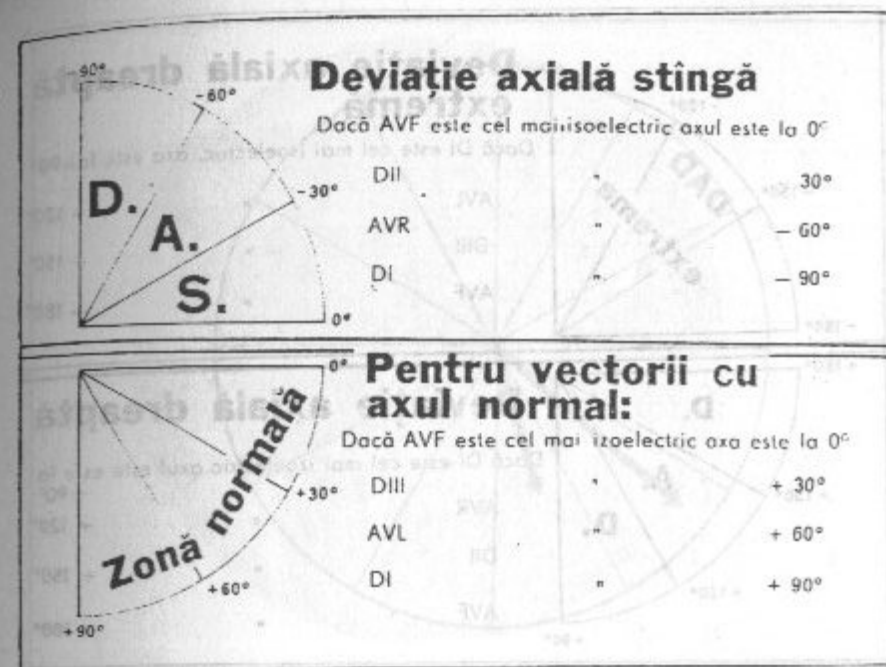 -90°
-60°
-30°
0°
D.
A.
S.
Deviație axială stîngă
Dacă AVF este cel mai isoelectric axul este la 0°
DII " 30°
AVR " — 60°
DI " — 90°
0°
+30°
+60°
+90°
Zonă normală
Pentru vectorii cu
axul normal:
Dacă AVF este cel mai izoelectric axa este la 0°
DIII " + 30°
AVL " + 60°
DI " + 90°